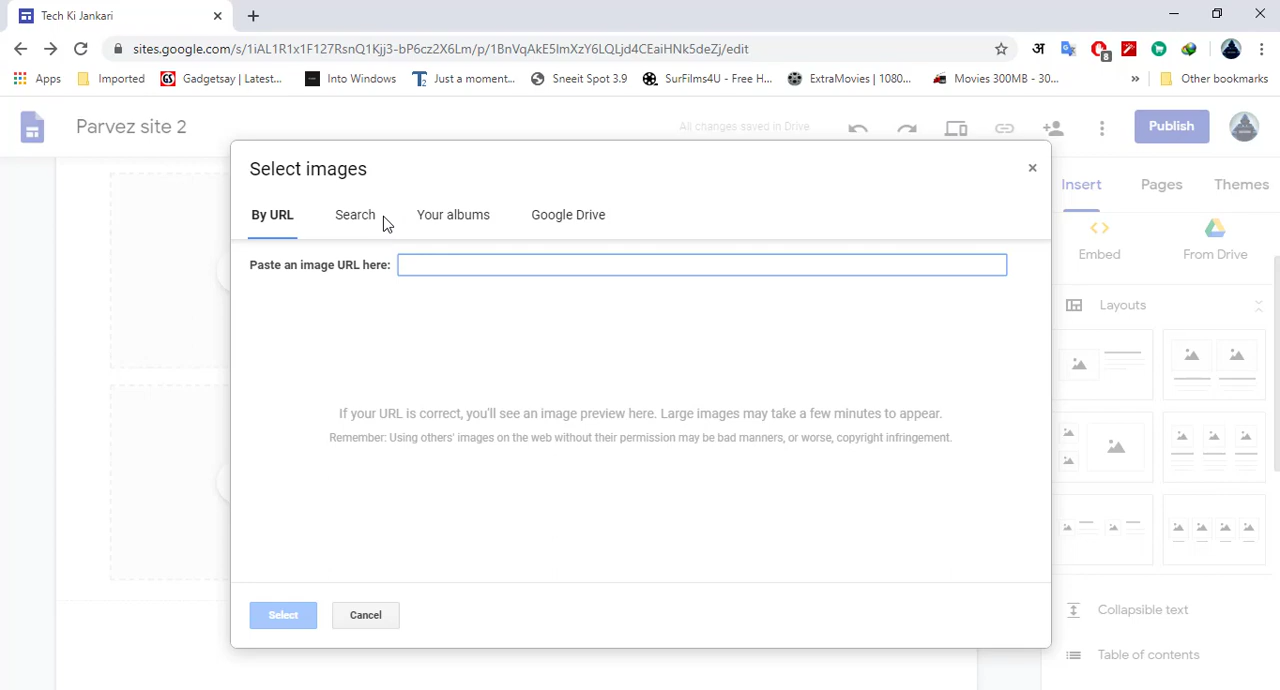 Tech Ki Jankari
sites.google.com/s/1iAL1R1x1F127RsnQ1Kjj3-bP6cz2X6Lm/p/1BnVqAkE5ImXzY6LQLjd4CEaiHNk5deZj/edit
अ
8
Apps Imported GS Gadgetsay | Latest... Into Windows Just a moment... Sneeit Spot 3.9 SurFilms4U - Free H... ExtraMovies | 1080... Movies 300MB - 30... » Other bookmarks
Parvez site 2
All changes saved in Drive
Publish
Select images
By URL Search Your albums Google Drive
Paste an image URL here:
If your URL is correct, you'll see an image preview here. Large images may take a few minutes to appear.
Remember: Using others' images on the web without their permission may be bad manners, or worse, copyright infringement.
Select Cancel
Insert Pages Themes
Embed From Drive
Layouts
Collapsible text
Table of contents